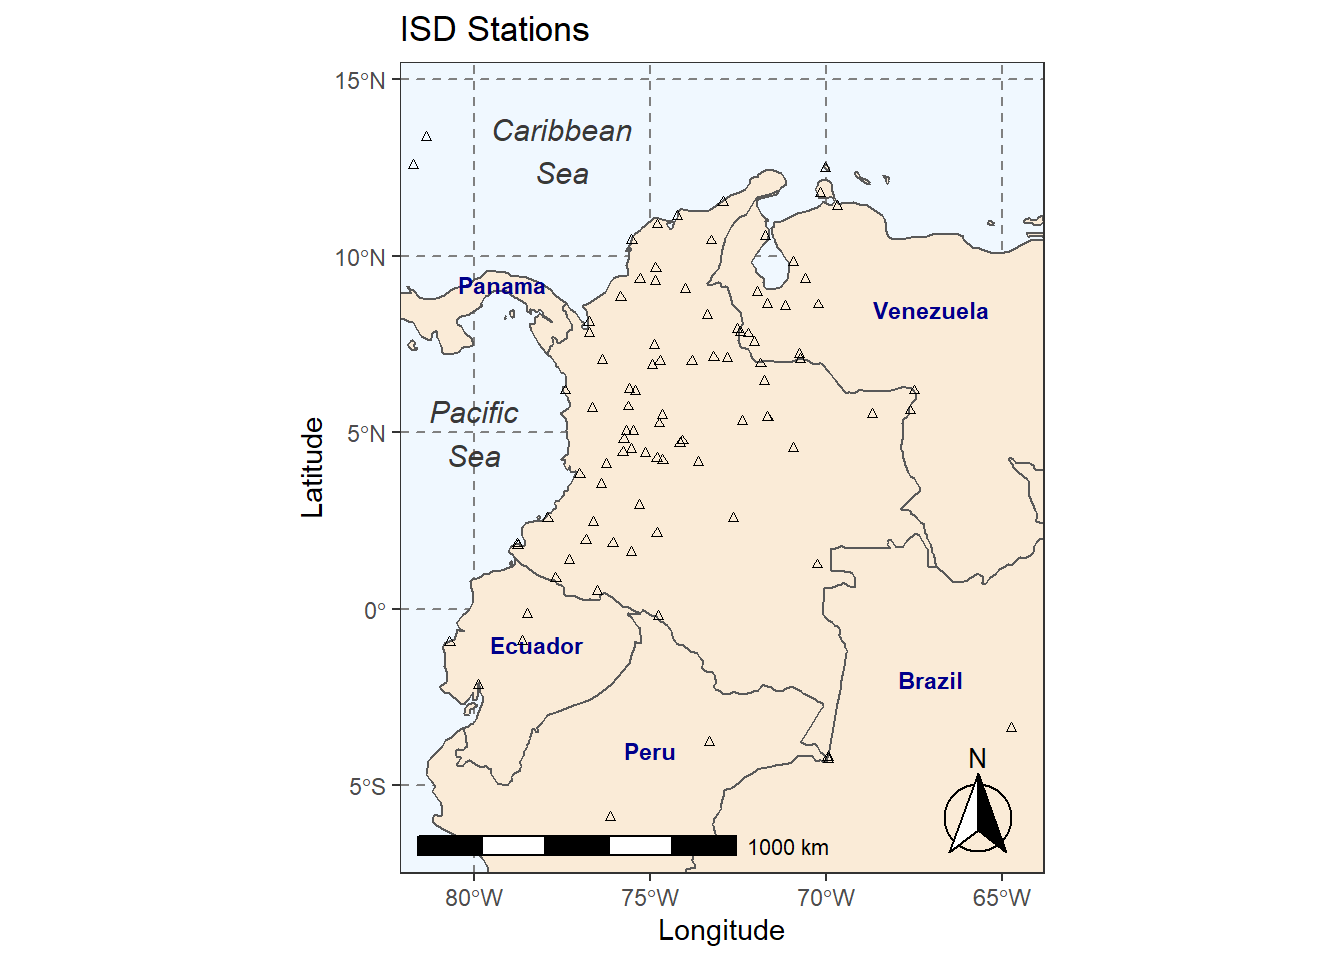 ISD Stations
15°N
Caribbean
Sea
10°N
Panama
Venezuela
Pacific
5°N
Sea
0°
Ecuador
Brazil
Peru
N
5°S
1000 km
80°W
75°W
70°W
65°W
Longitude
Latitude